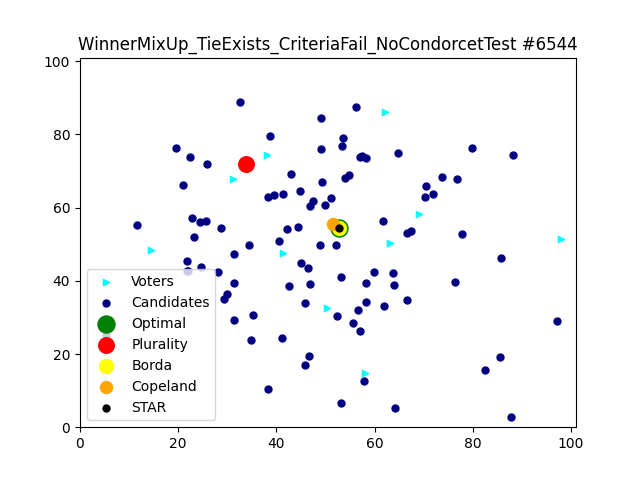 WinnerMixUp_TieExists_CriteriaFail_NoCondorcetTest #6544
100
80
60
40
20
0
Voters
Candidates
Optimal
Plurality
Borda
Copeland
STAR
0 20 40 60 80 100